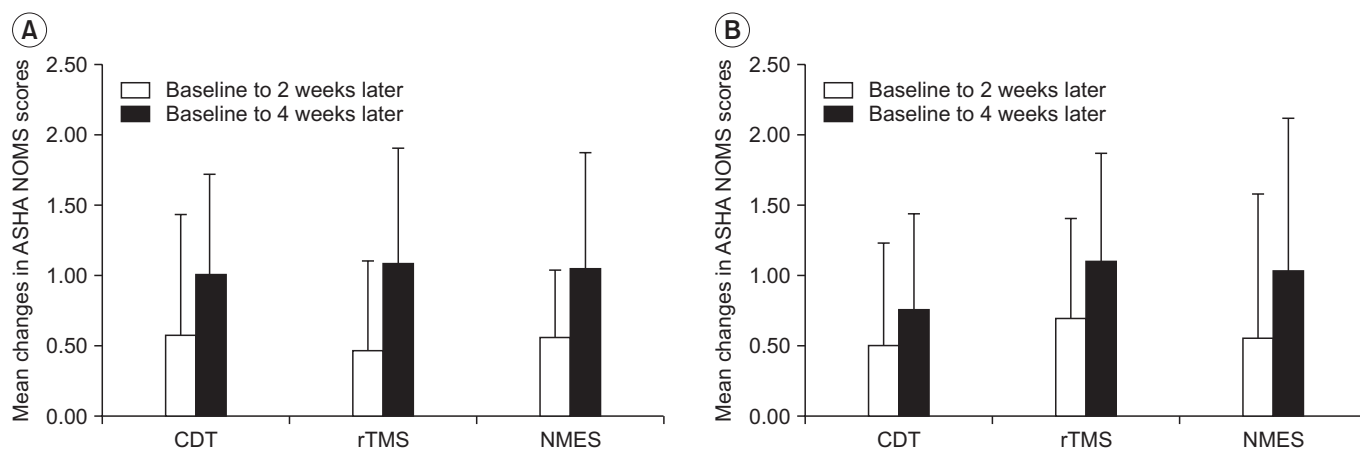 A
Mean changes in ASHA NOMS scores
2.50
2.00
1.50
1.00
0.50
0.00
Baseline to 2 weeks later
Baseline to 4 weeks later
CDT rTMS NMES
B
Mean changes in ASHA NOMS scores
2.50
2.00
1.50
1.00
0.50
0.00
Baseline to 2 weeks later
Baseline to 4 weeks later
CDT rTMS NMES